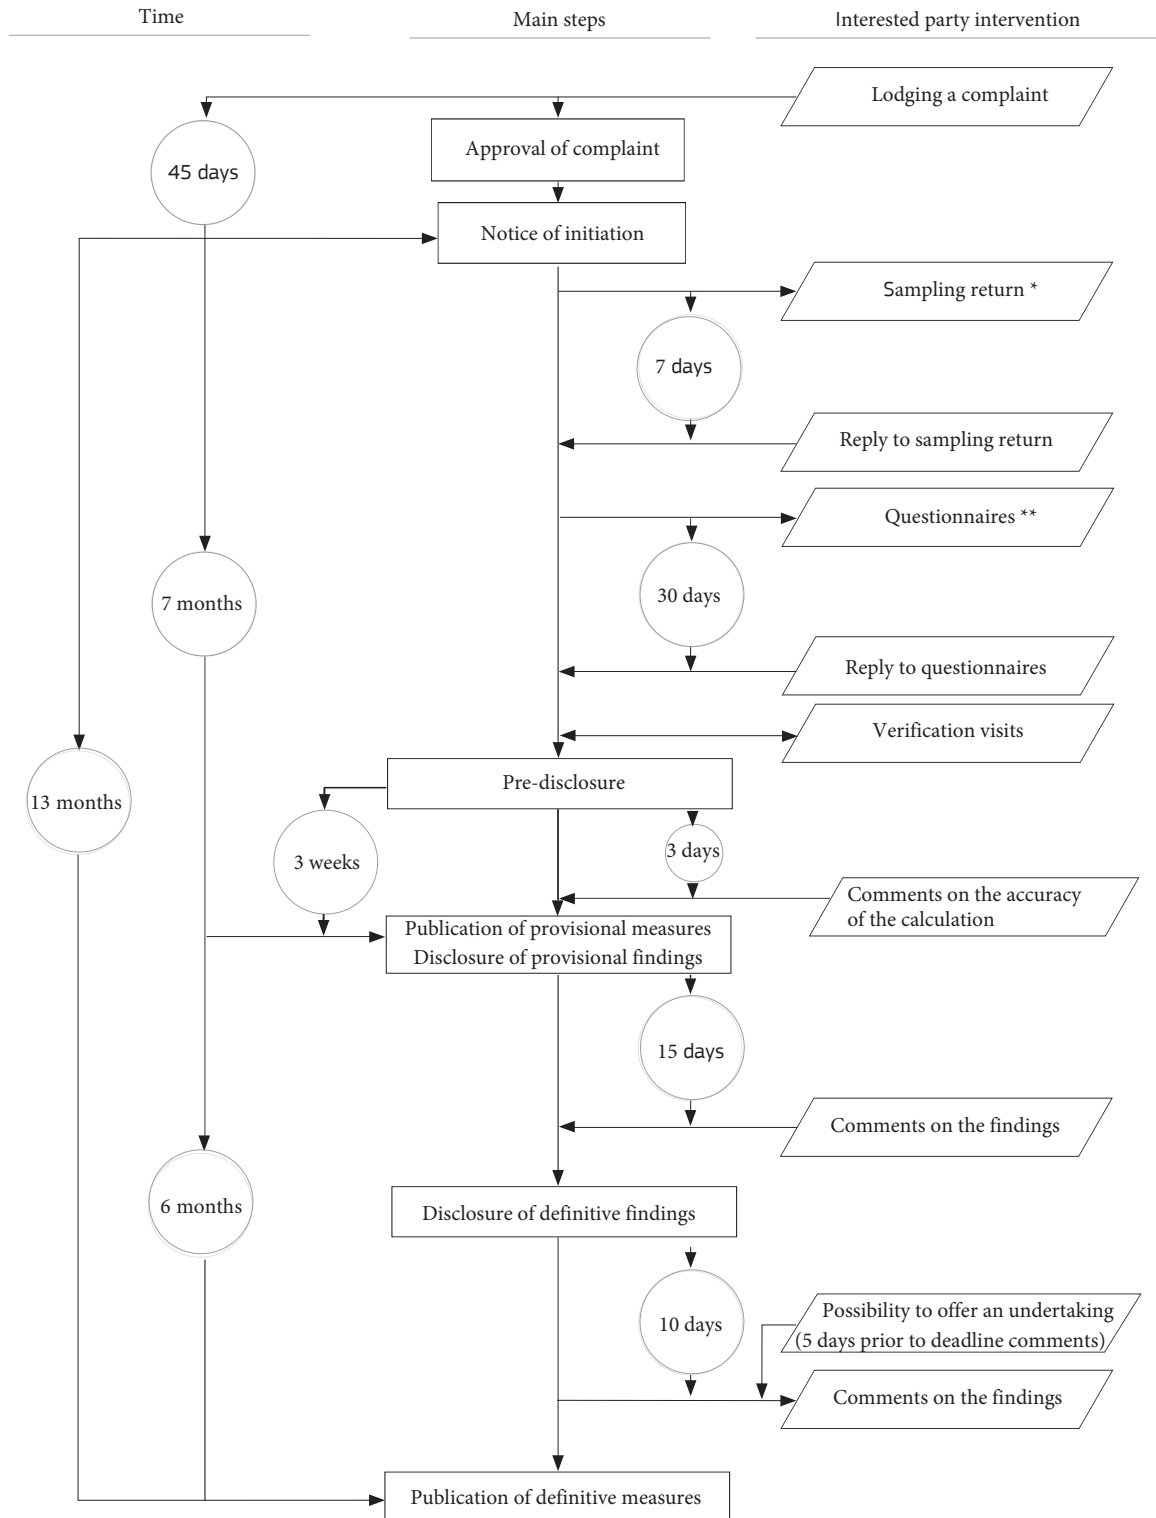 Time
Main steps
Interested party intervention
Lodging a complaint
Approval of complaint
45 days
Notice of initiation
Sampling return *
7 days
Reply to sampling return
Questionnaires **
30 days
7 months
Reply to questionnaires
Verification visits
Pre-disclosure
13 months
3 weeks
3 days
Comments on the accuracy
of the calculation
Publication of provisional measures
Disclosure of provisional findings
15 days
Comments on the findings
6 months
Disclosure of definitive findings
10 days
Possibility to offer an undertaking
(5 days prior to deadline comments)
Comments on the findings
Publication of definitive measures